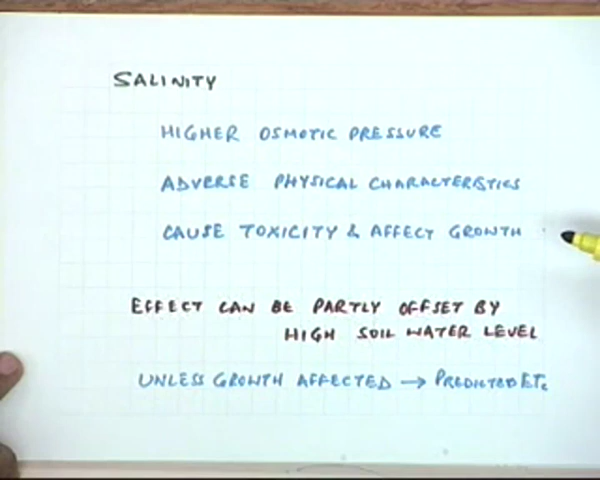 SALINITY
HIGHER OSMOTIC PRESSURE
ADVERSE PHYSICAL CHARACTERISTICS
CAUSE TOXICITY & AFFECT GROWTH
EFFECT CAN BE PARTLY OFFSET BY
HIGH SOIL WATER LEVEL
UNLESS GROWTH AFFECTED → PREDICTED ETc